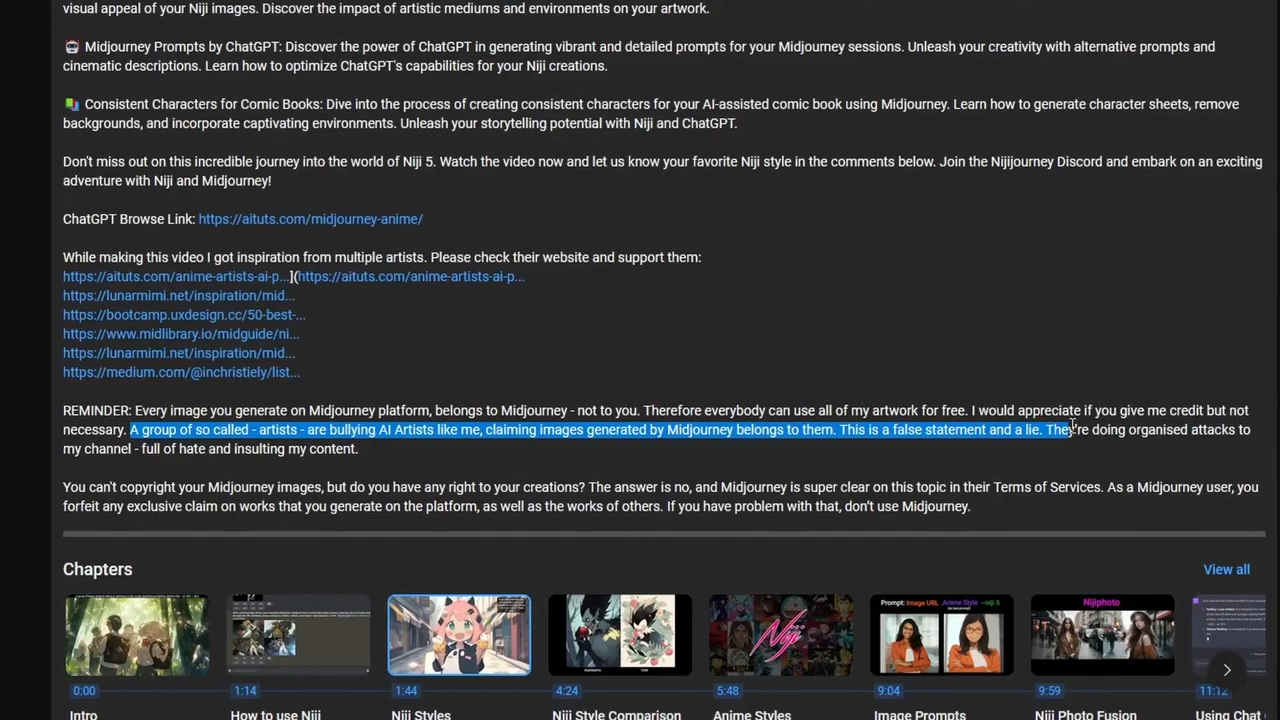 visual appeal of your Niji images. Discover the impact of artistic mediums and environments on your artwork.
Midjourney Prompts by ChatGPT: Discover the power of ChatGPT in generating vibrant and detailed prompts for your Midjourney sessions. Unleash your creativity with alternative prompts and
cinematic descriptions. Learn how to optimize ChatGPT's capabilities for your Niji creations.
Consistent Characters for Comic Books: Dive into the process of creating consistent characters for your AI-assisted comic book using Midjourney. Learn how to generate character sheets, remove
backgrounds, and incorporate captivating environments. Unleash your storytelling potential with Niji and ChatGPT.
Don't miss out on this incredible journey into the world of Niji 5. Watch the video now and let us know your favorite Niji style in the comments below. Join the Nijijourney Discord and embark on an exciting
adventure with Niji and Midjourney!
ChatGPT Browse Link: https://aituts.com/midjourney-anime/
While making this video I got inspiration from multiple artists. Please check their website and support them:
https://aituts.com/anime-artists-ai-p...](https://aituts.com/anime-artists-ai-p...
https://lunarmimi.net/inspiration/mid...
https://bootcamp.uxdesign.cc/50-best-...
https://www.midlibrary.io/midguide/ni...
https://lunarmimi.net/inspiration/mid...
https://medium.com/@inchristiely/list...
REMINDER: Every image you generate on Midjourney platform, belongs to Midjourney - not to you. Therefore everybody can use all of my artwork for free. I would appreciate if you give me credit but not
necessary. A group of so called - artists - are bullying AI Artists like me, claiming images generated by Midjourney belongs to them. This is a false statement and a lie. They're doing organised attacks to
my channel - full of hate and insulting my content.
You can't copyright your Midjourney images, but do you have any right to your creations? The answer is no, and Midjourney is super clear on this topic in their Terms of Services. As a Midjourney user, you
forfeit any exclusive claim on works that you generate on the platform, as well as the works of others. If you have problem with that, don't use Midjourney.
Chapters
View all
Niji
Prompt: Image URL ,Anime Style --niji 5
Nijiphoto
0:00
1:14
1:44
4:24
5:48
9:04
9:59
11:12
Intro
How to use Niji
Niji Styles
Niji Style Comparison
Anime Styles
Image Prompts
Niji Photo Fusion
Using Chat